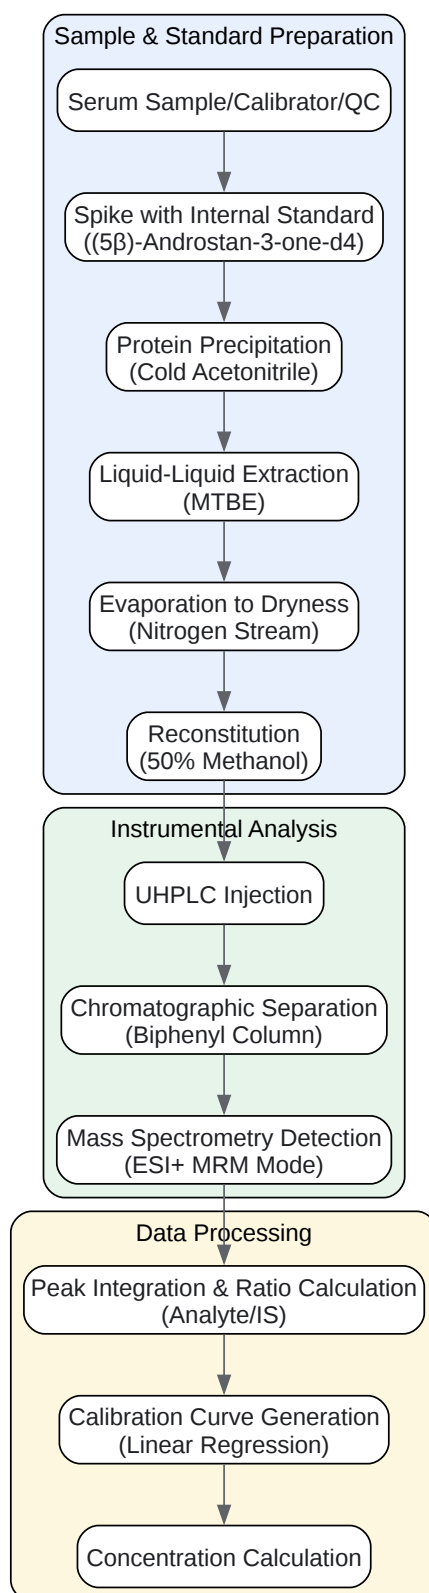 Sample & Standard Preparation
Serum Sample/Calibrator/QC
Spike with Internal Standard
((5β)-Androstan-3-one-d4)
Protein Precipitation
(Cold Acetonitrile)
Liquid-Liquid Extraction
(MTBE)
Evaporation to Dryness
(Nitrogen Stream)
Reconstitution
(50% Methanol)
Instrumental Analysis
UHPLC Injection
Chromatographic Separation
(Biphenyl Column)
Mass Spectrometry Detection
(ESI+ MRM Mode)
Data Processing
Peak Integration & Ratio Calculation
(Analyte/IS)
Calibration Curve Generation
(Linear Regression)
Concentration Calculation